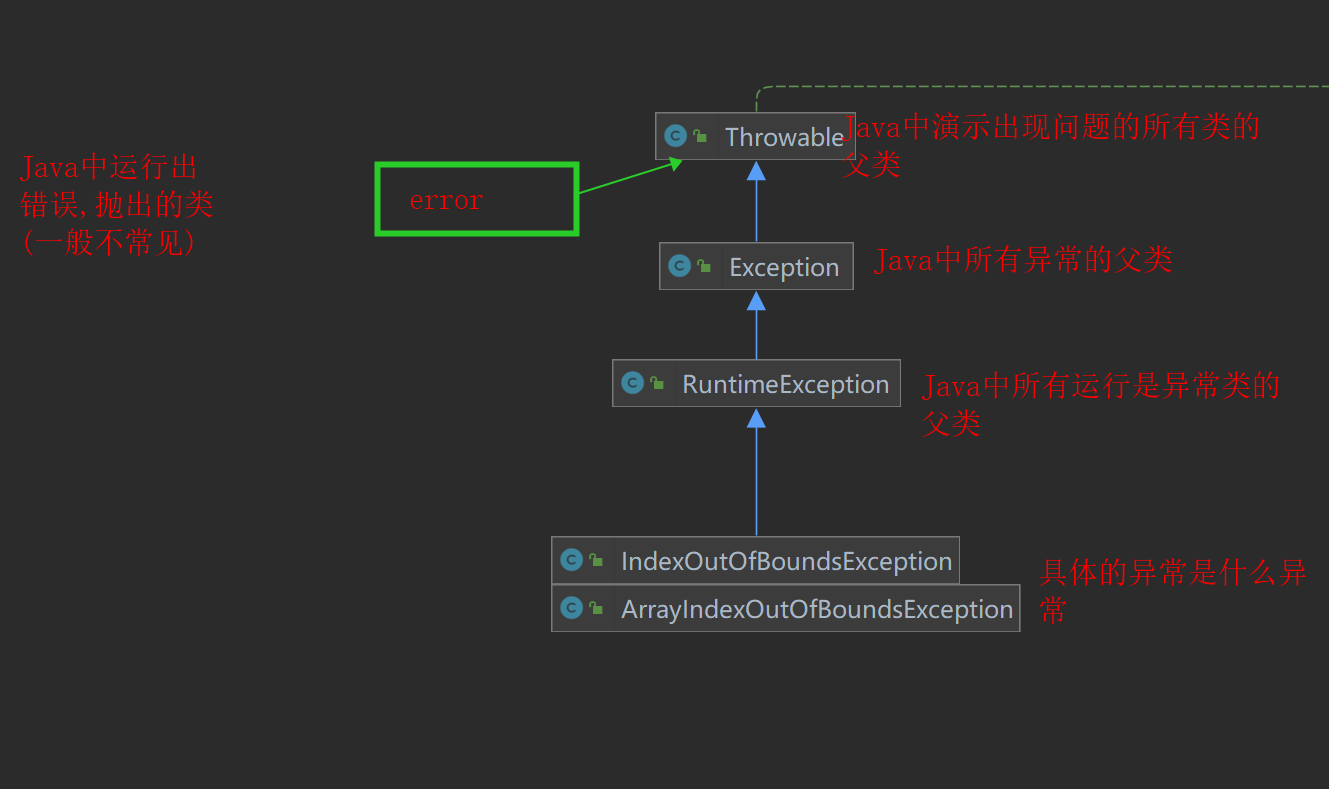 Throwable
Java中演示出现问题的所有类的
父类
Java中运行出
错误,抛出的类
(一般不常见)
error
Exception
Java中所有异常的父类
RuntimeException
Java中所有运行是异常类的
父类
IndexOutOfBoundsException
ArrayIndexOutOfBoundsException
具体的异常是什么异
常